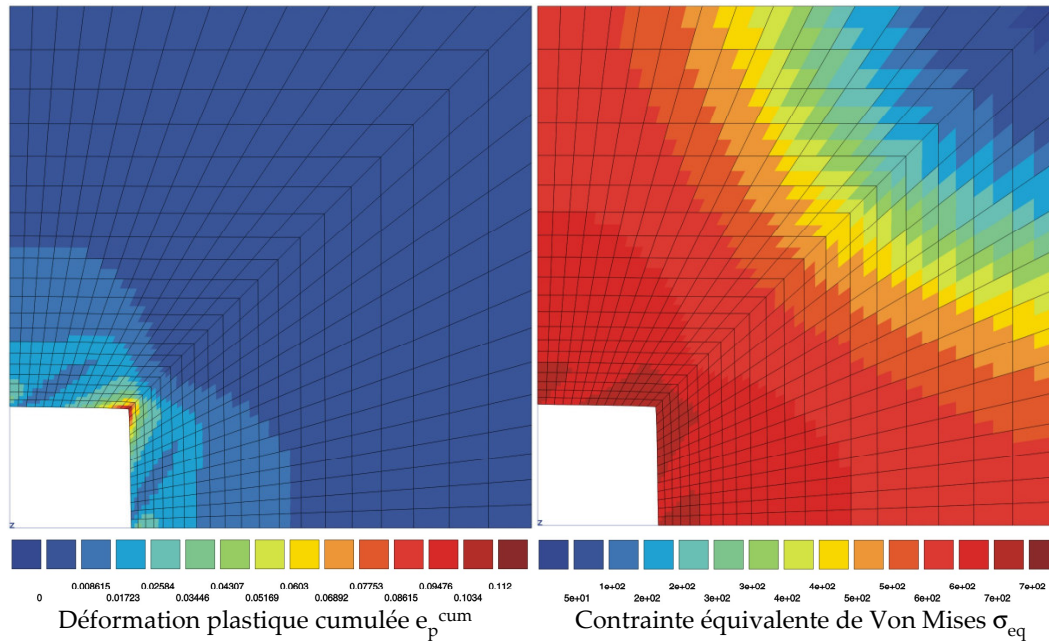 z
z
0.008615 0.02584 0.04307 0.0603 0.07753 0.09476 0.112
0 0.01723 0.03446 0.05169 0.06892 0.08615 0.1034
1e+02 2e+02 3e+02 4e+02 5e+02 6e+02 7e+02
5e+01 2e+02 3e+02 4e+02 5e+02 6e+02 7e+02
Déformation plastique cumulée eₚᶜᵘᵐ
Contrainte équivalente de Von Mises σeq